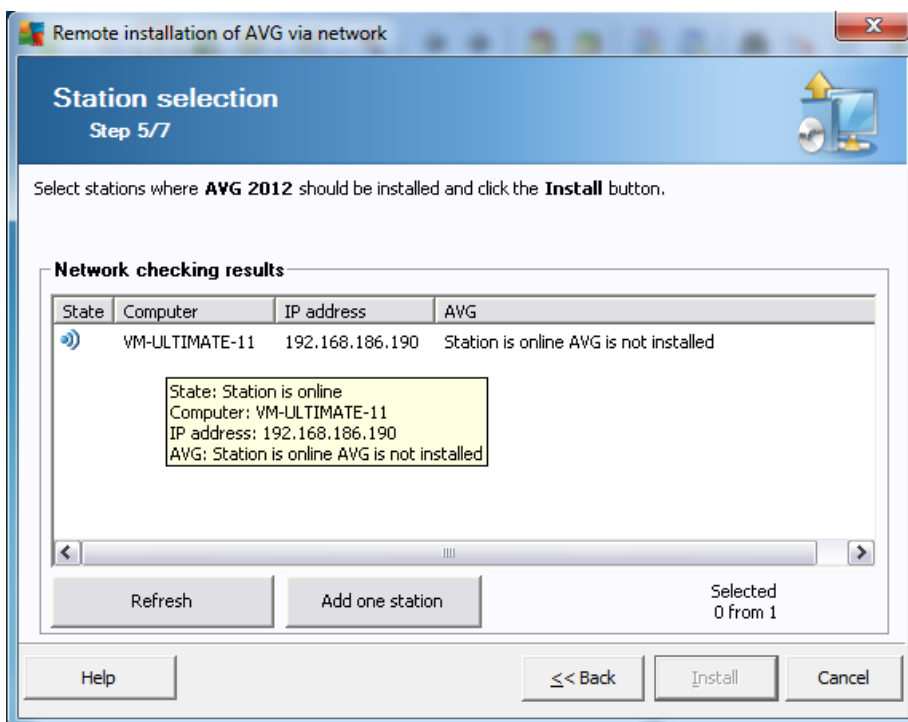 Remote installation of AVG via network
Station selection
Step 5/7
Select stations where AVG 2012 should be installed and click the Install button.
Network checking results
State Computer IP address AVG
VM-ULTIMATE-11 192.168.186.190 Station is online AVG is not installed
State: Station is online
Computer: VM-ULTIMATE-11
IP address: 192.168.186.190
AVG: Station is online AVG is not installed
Refresh Add one station Selected
0 from 1
Help << Back Install Cancel